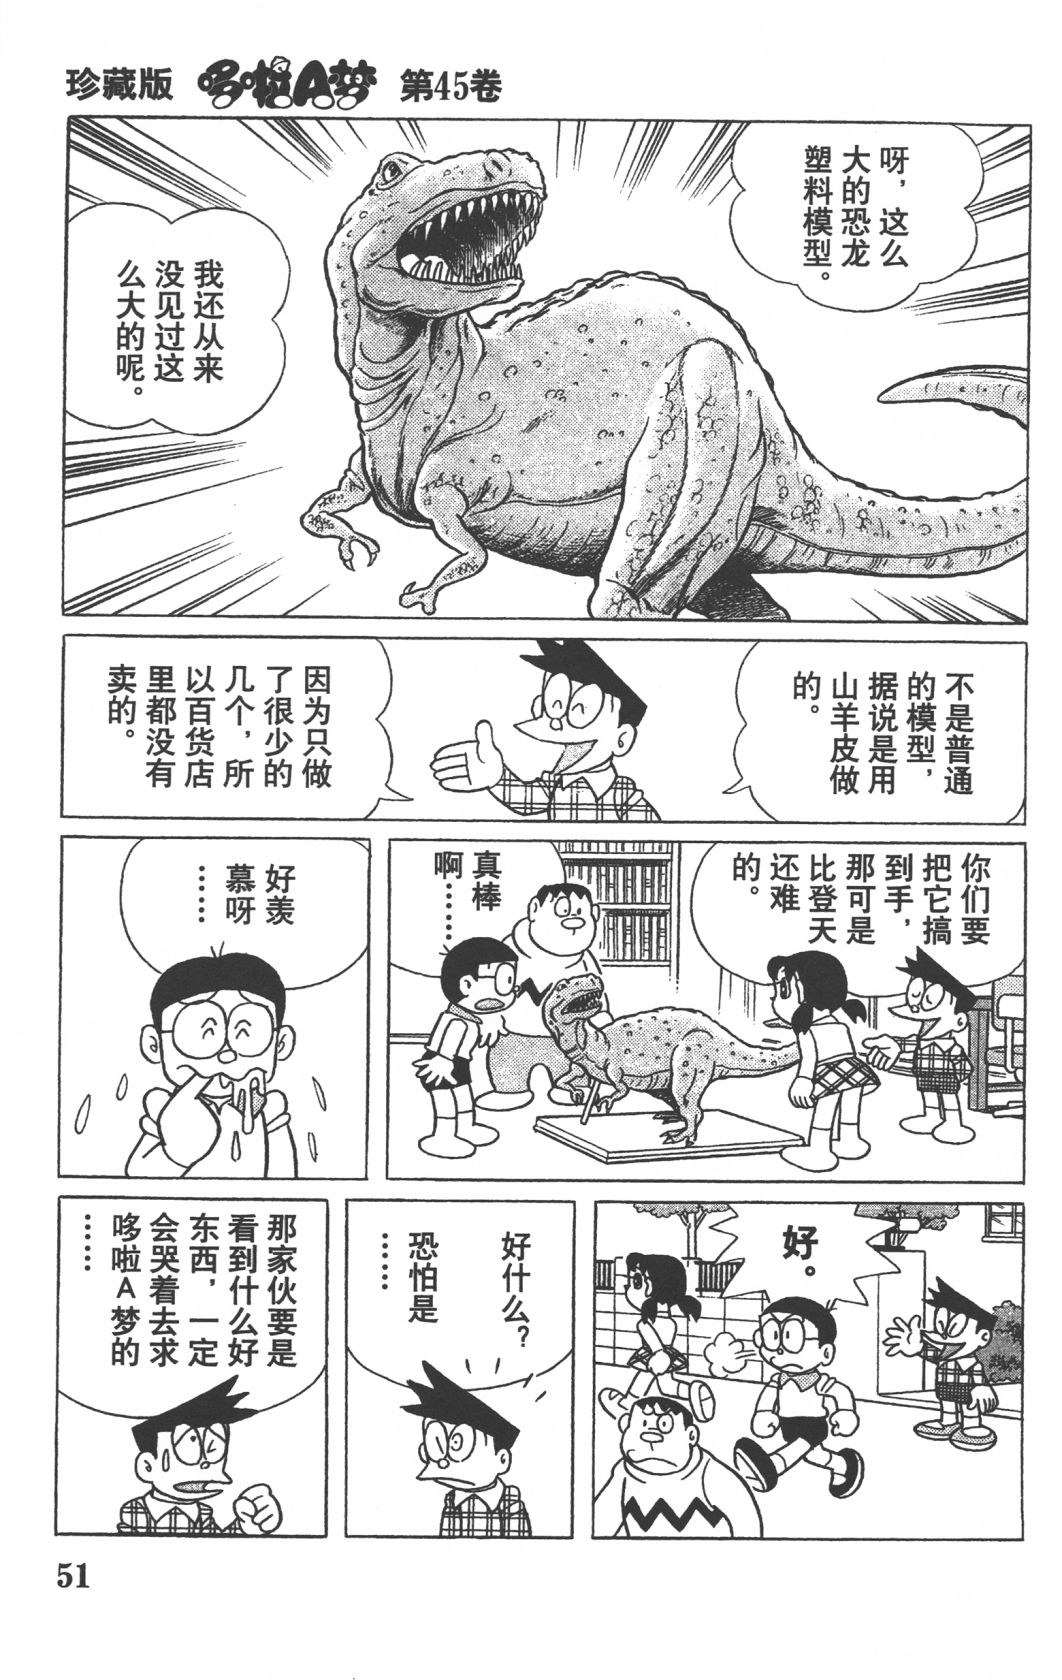 珍藏版 哆啦A梦 第45卷
呀，这么
大的恐龙
塑料模型。
我还从来
没见过这
么大的呢。
不是普通
的模型，
据说是用
山羊皮做
的。
因为只做
了很少的
几个，所
以百货店
里都没有
卖的。
你们要
把它搞
到手，
那可是
比登天
还难
的。
真棒
啊……
好羡
慕呀
……
好。
好什么？
恐怕是
……
那家伙要是
看到什么好
东西，一定
会哭着去求
哆啦A梦的
……
51